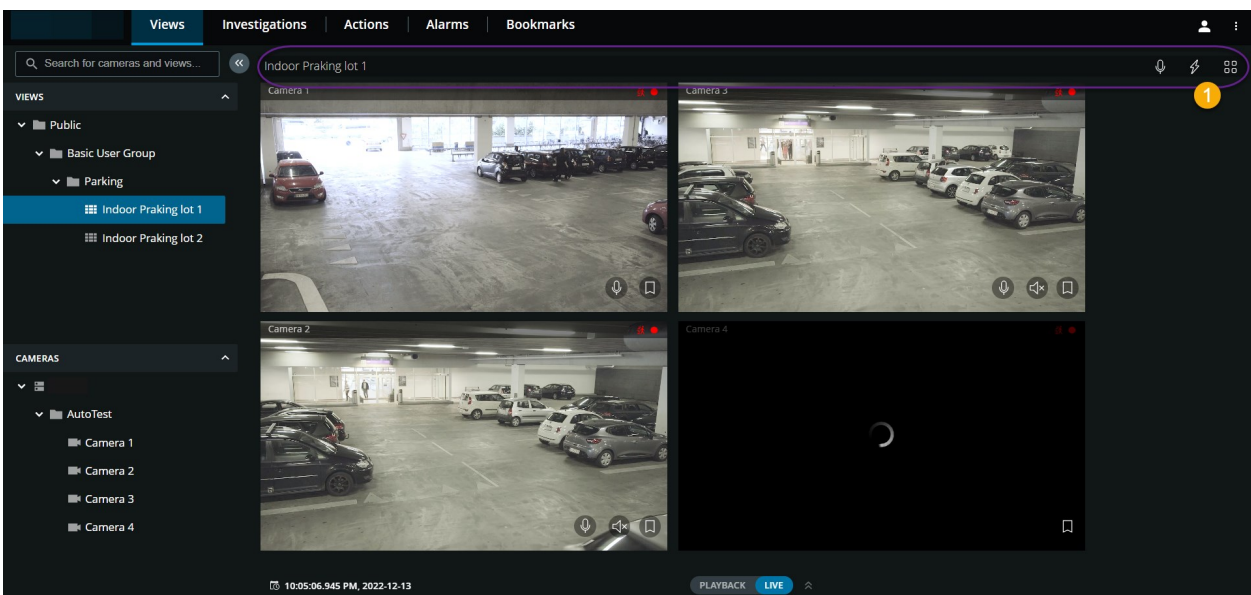 Views Investigations Actions Alarms Bookmarks
Search for cameras and views...
Indoor Praking lot 1
1
VIEWS
Public
Basic User Group
Parking
Indoor Praking lot 1
Indoor Praking lot 2
CAMERAS
AutoTest
Camera 1
Camera 2
Camera 3
Camera 4
Camera 1
Camera 3
Camera 2
Camera 4
10:05:06.945 PM, 2022-12-13
PLAYBACK LIVE